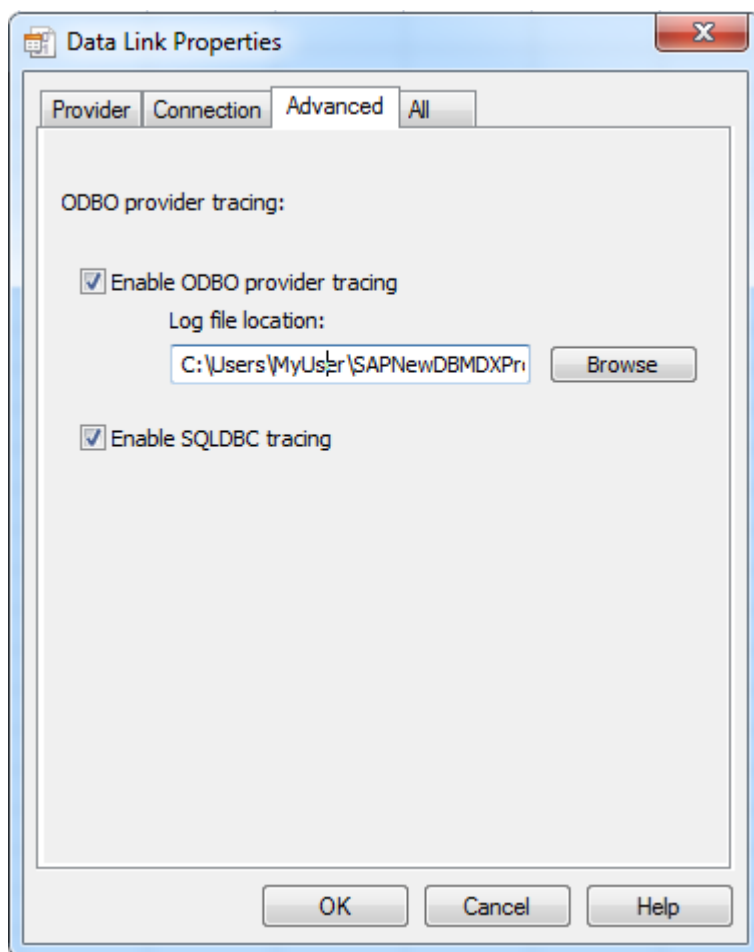 Data Link Properties
Provider Connection Advanced All
ODBO provider tracing:
Enable ODBO provider tracing
Log file location:
C:\Users\MyUser\SAPNewDBMDXPr
Browse
Enable SQLDBC tracing
OK Cancel Help